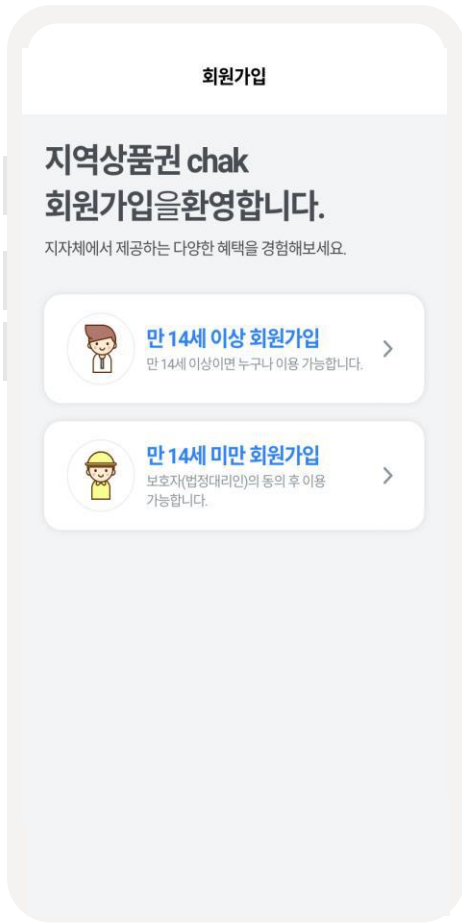 회원가입
지역상품권 chak
회원가입을환영합니다.
지자체에서 제공하는 다양한 혜택을 경험해보세요.
만 14세 이상 회원가입
만 14세 이상이면 누구나 이용 가능합니다.
만 14세 미만 회원가입
보호자(법정대리인)의 동의 후 이용
가능합니다.